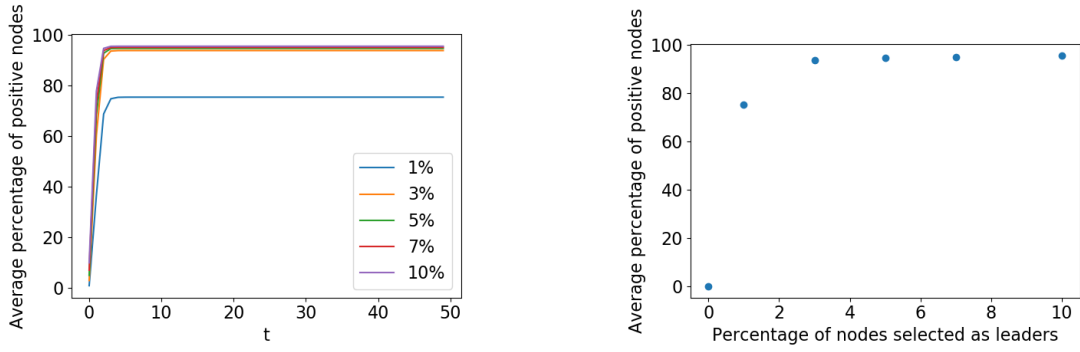 Average percentage of positive nodes
100
80
60
40
20
0
0 10 20 30 40 50
t
1%
3%
5%
7%
10%
Average percentage of positive nodes
100
80
60
40
20
0
0 2 4 6 8 10
Percentage of nodes selected as leaders